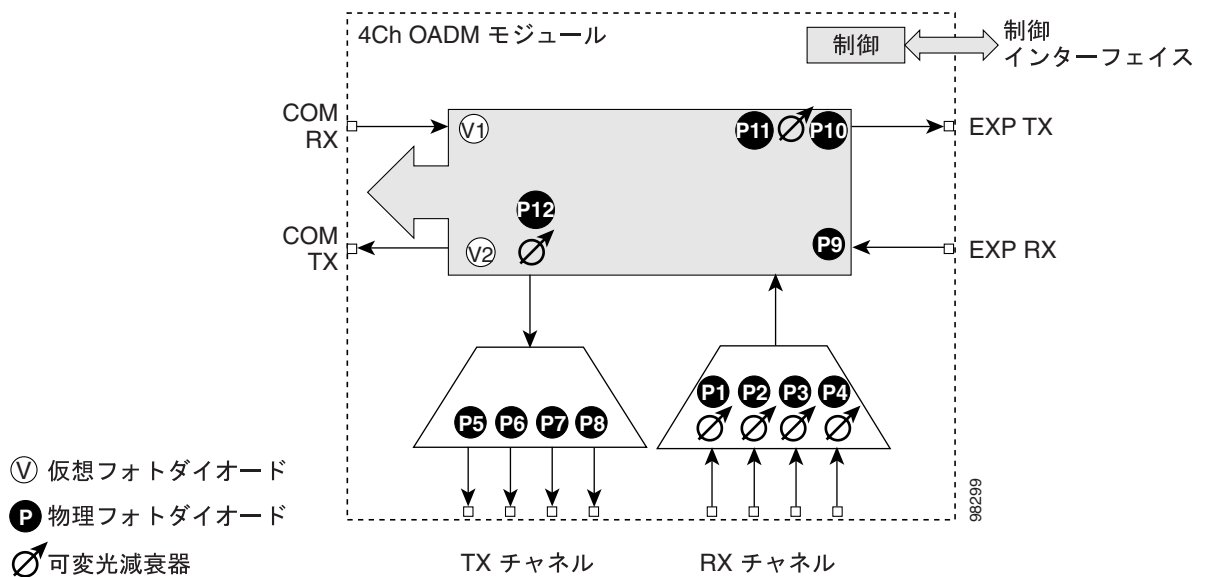 4Ch OADM モジュール
制御
制御
インターフェイス
COM
RX
V1
P11
P10
EXP TX
P12
COM
TX
V2
P9
EXP RX
P1 P2 P3 P4
P5 P6 P7 P8
V 仮想フォトダイオード
P 物理フォトダイオード
可変光減衰器
TX チャネル
RX チャネル
98299